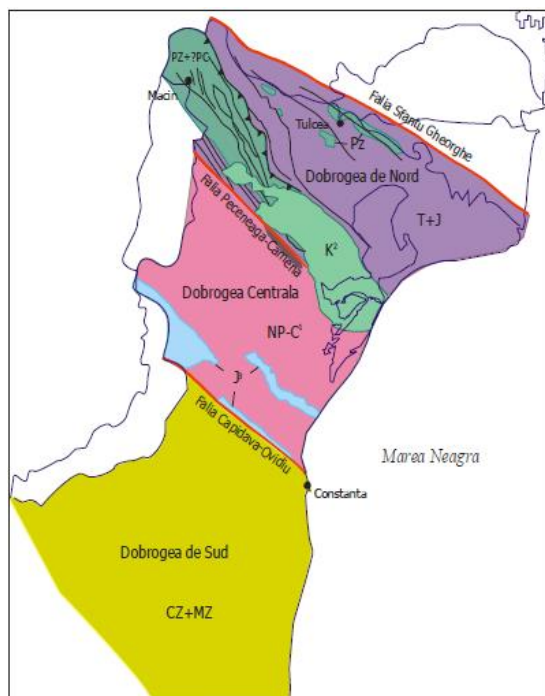 PZ+?PC
Macin
Falia Sfantu Gheorghe
Tulcea
PZ
Dobrogea de Nord
T+J
Falia Peceneaga-Camena
K²
Dobrogea Centrala
NP-C¹
J³
Falia Capidava-Ovidiu
Marea Neagra
Constanta
Dobrogea de Sud
CZ+MZ